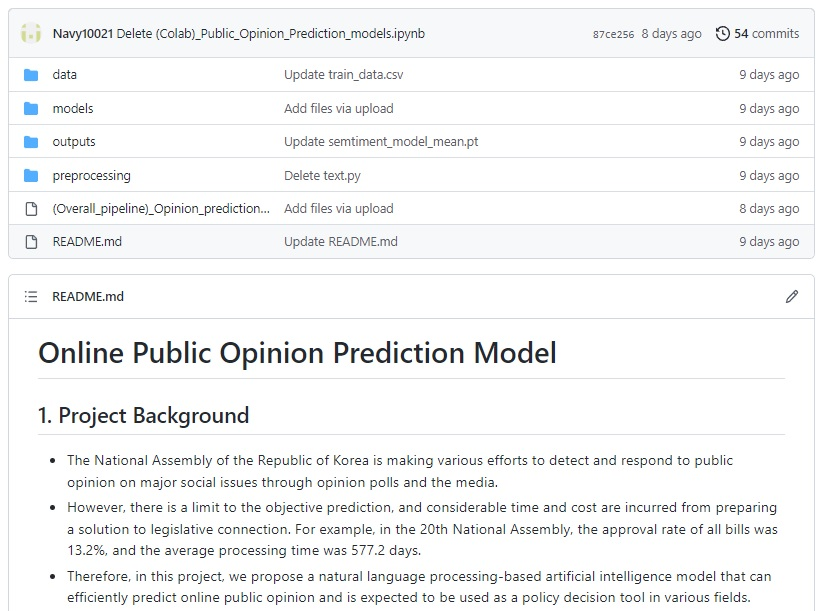 Navy10021 Delete (Colab)_Public_Opinion_Prediction_models.ipynb 87ce256 8 days ago 54 commits
data Update train_data.csv 9 days ago
models Add files via upload 9 days ago
outputs Update semtiment_model_mean.pt 9 days ago
preprocessing Delete text.py 9 days ago
(Overall_pipeline)_Opinion_prediction... Add files via upload 8 days ago
README.md Update README.md 9 days ago
README.md
Online Public Opinion Prediction Model
1. Project Background
• The National Assembly of the Republic of Korea is making various efforts to detect and respond to public
opinion on major social issues through opinion polls and the media.
• However, there is a limit to the objective prediction, and considerable time and cost are incurred from preparing
a solution to legislative connection. For example, in the 20th National Assembly, the approval rate of all bills was
13.2%, and the average processing time was 577.2 days.
• Therefore, in this project, we propose a natural language processing-based artificial intelligence model that can
efficiently predict online public opinion and is expected to be used as a policy decision tool in various fields.